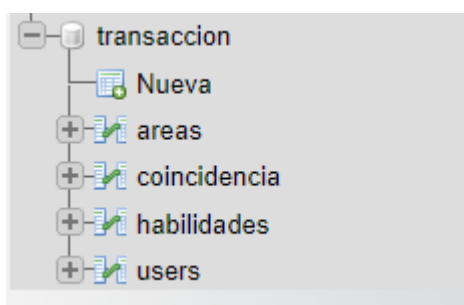 transaccion
Nueva
areas
coincidencia
habilidades
users